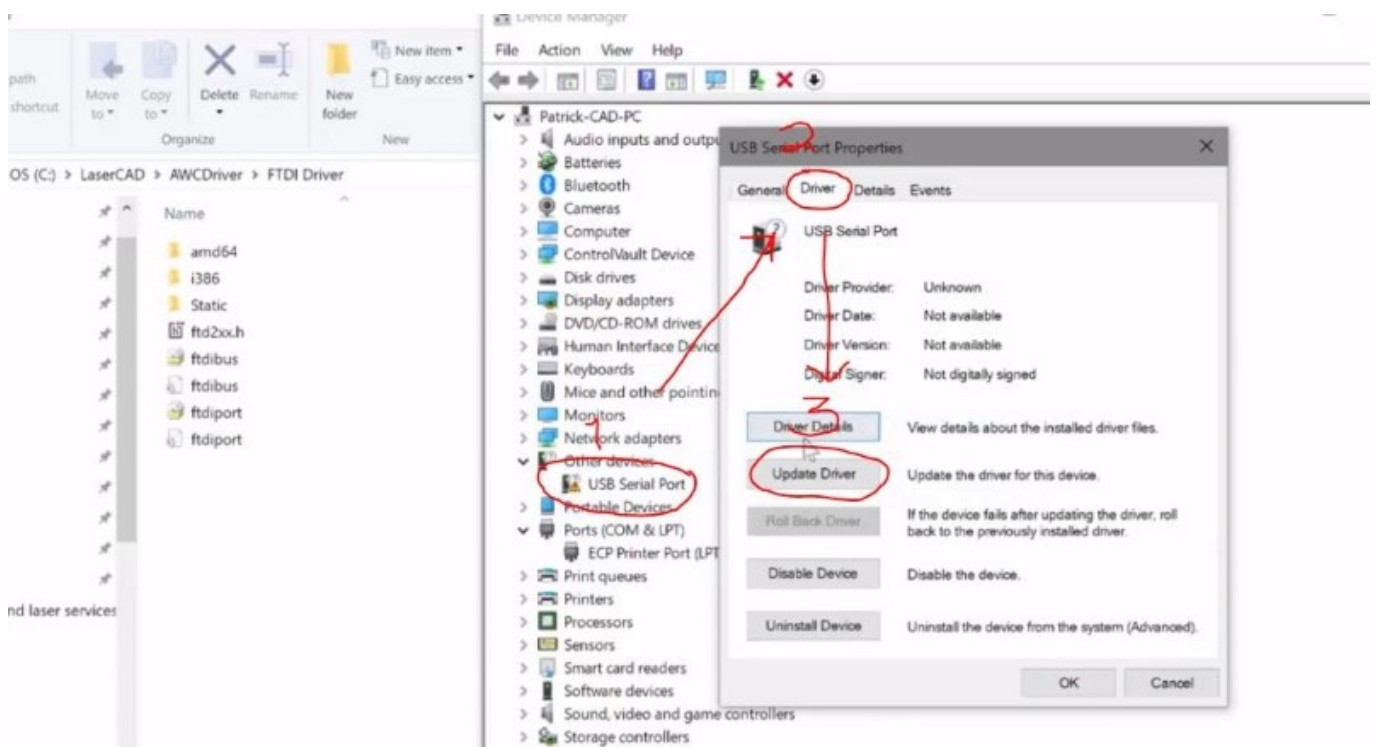 Device Manager
File Action View Help
New item
Easy access
path
shortcut
Move to
Copy to
Delete
Rename
New folder
Organize
New
OS (C:) > LaserCAD > AWCDriver > FTDI Driver
Name
amd64
i386
Static
ftd2xx.h
ftdibus
ftdibus
ftdiport
ftdiport
nd laser services
Patrick-CAD-PC
Audio inputs and outpu
Batteries
Bluetooth
Cameras
Computer
ControlVault Device
Disk drives
Display adapters
DVD/CD-ROM drives
Human Interface Device
Keyboards
Mice and other pointin
Monitors
Network adapters
1
Other devices
USB Serial Port
Portable Devices
Ports (COM & LPT)
ECP Printer Port (LPT
Print queues
Printers
Processors
Sensors
Smart card readers
Software devices
Sound, video and game controllers
Storage controllers
2
USB Serial Port Properties
General Driver Details Events
USB Serial Port
Driver Provider: Unknown
Driver Date: Not available
Driver Version: Not available
Digital Signer: Not digitally signed
3
Driver Details View details about the installed driver files.
Update Driver Update the driver for this device.
Roll Back Driver If the device fails after updating the driver, roll
back to the previously installed driver.
Disable Device Disable the device.
Uninstall Device Uninstall the device from the system (Advanced).
OK Cancel